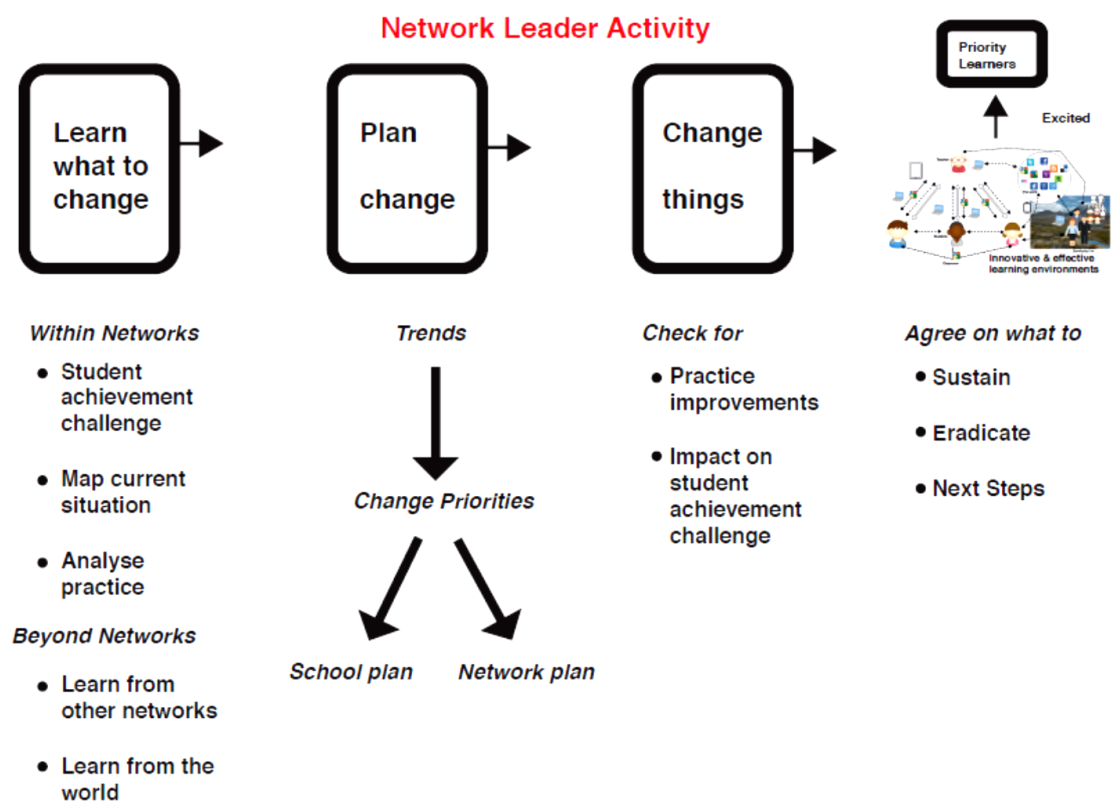 Network Leader Activity
Learn
what to
change
Plan
change
Change
things
Priority
Learners
Excited
Innovative & effective
learning environments
Within Networks
• Student
achievement
challenge
• Map current
situation
• Analyse
practice
Beyond Networks
• Learn from
other networks
• Learn from the
world
Trends
Change Priorities
School plan
Network plan
Check for
• Practice
improvements
• Impact on
student
achievement
challenge
Agree on what to
• Sustain
• Eradicate
• Next Steps